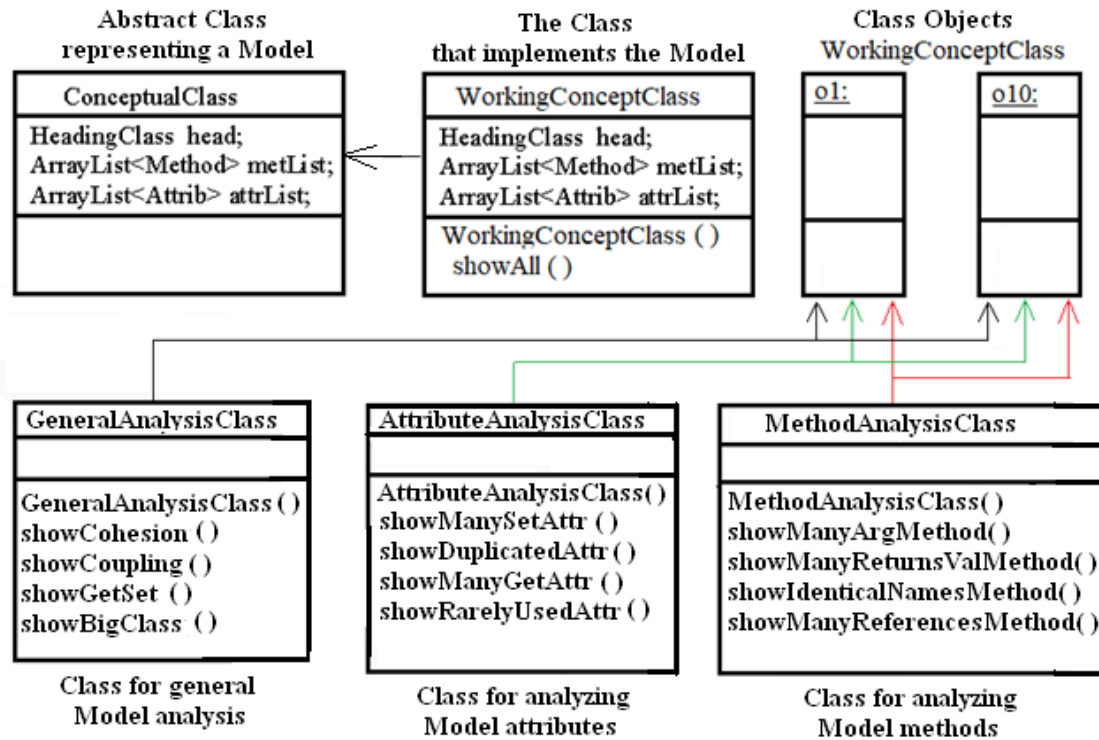 Abstract Class
representing a Model
The Class
that implements the Model
Class Objects
WorkingConceptClass
ConceptualClass
HeadingClass head;
ArrayList<Method> metList;
ArrayList<Attrib> attrList;
WorkingConceptClass
HeadingClass head;
ArrayList<Method> metList;
ArrayList<Attrib> attrList;
WorkingConceptClass ( )
showAll ( )
o1:
o10:
GeneralAnalysisClass
GeneralAnalysisClass ( )
showCohesion ( )
showCoupling ( )
showGetSet ( )
showBigClass ( )
Class for general
Model analysis
AttributeAnalysisClass
AttributeAnalysisClass( )
showManySetAttr ( )
showDuplicatedAttr ( )
showManyGetAttr ( )
showRarelyUsedAttr ( )
Class for analyzing
Model attributes
MethodAnalysisClass
MethodAnalysisClass()
showManyArgMethod( )
showManyReturnsValMethod( )
showIdenticalNamesMethod( )
showManyReferencesMethod( )
Class for analyzing
Model methods